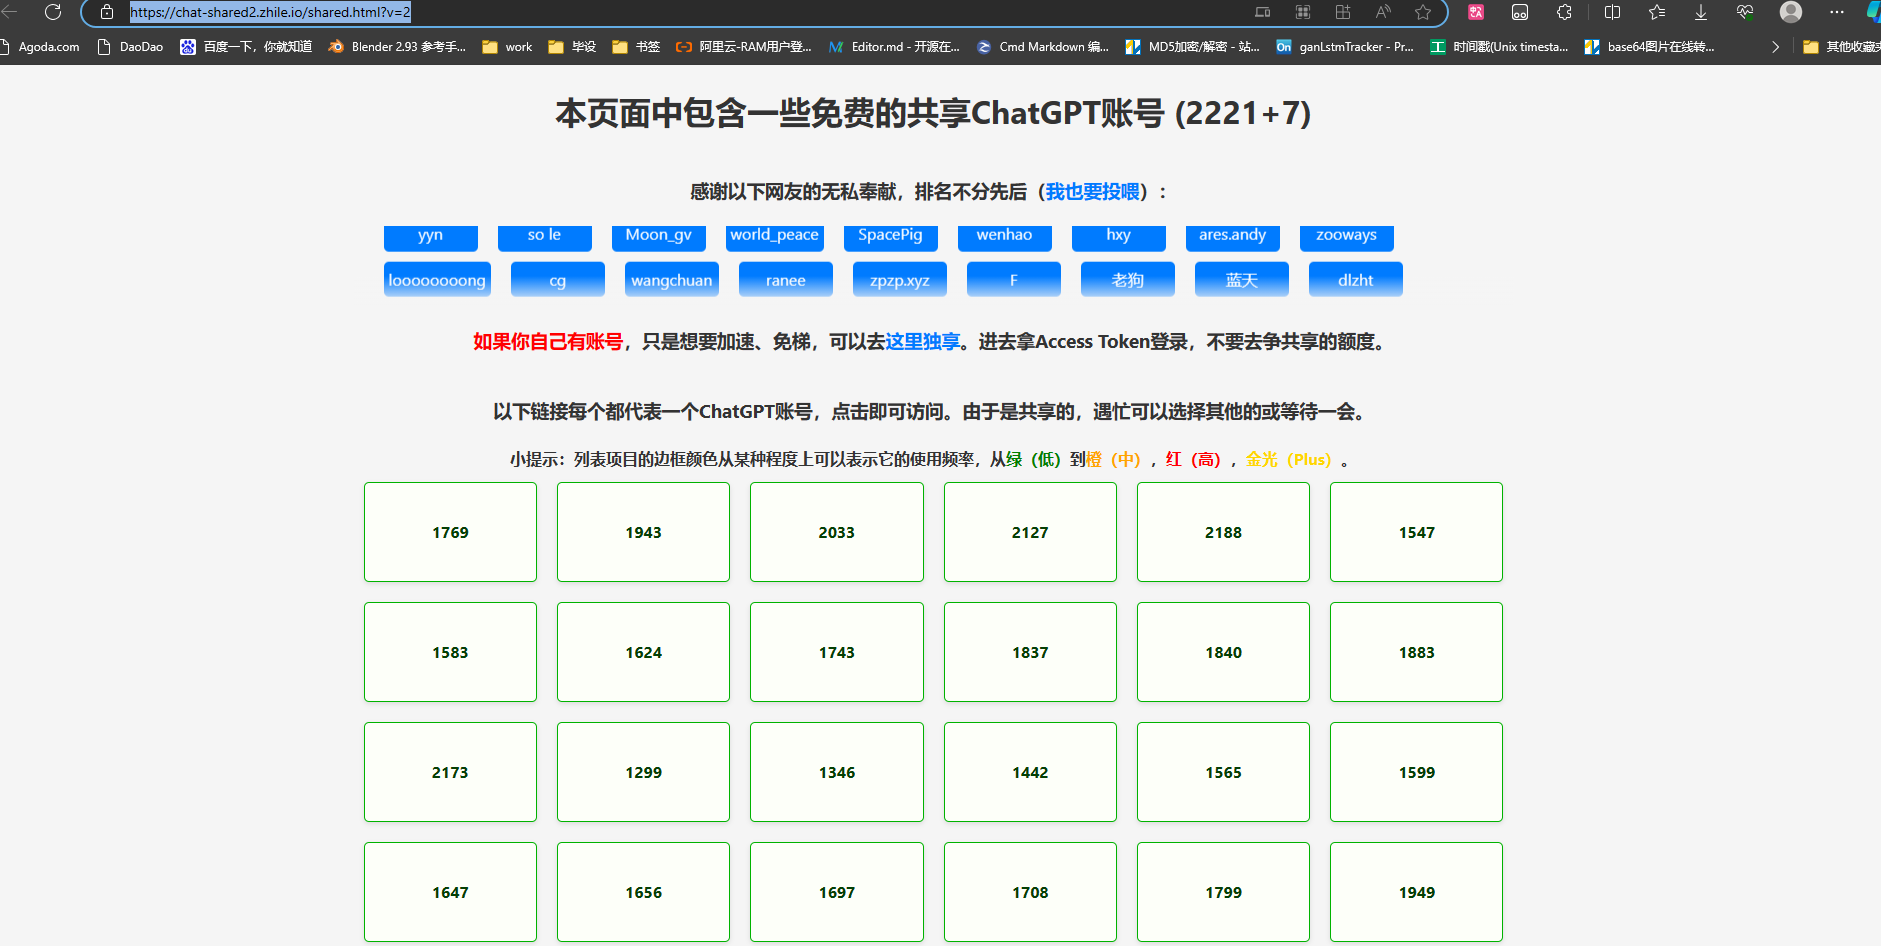 https://chat-shared2.zhile.io/shared.html?v=2
Agoda.com DaoDao 百度一下，你就知道 Blender 2.93 参考手... work 毕设 书签 阿里云-RAM用户登... Editor.md - 开源在... Cmd Markdown 编... MD5加密/解密 - 站... ganLstmTracker - Pr... 时间戳(Unix timesta... base64图片在线转... 其他收藏夹
本页面中包含一些免费的共享ChatGPT账号 (2221+7)
感谢以下网友的无私奉献，排名不分先后（我也要投喂）：
yyn so le Moon_gv world_peace SpacePig wenhao hxy ares.andy zooways
looooooooong cg wangchuan ranee zpzp.xyz F 老狗 蓝天 dlzht
如果你自己有账号，只是想要加速、免梯，可以去这里独享。进去拿Access Token登录，不要去争共享的额度。
以下链接每个都代表一个ChatGPT账号，点击即可访问。由于是共享的，遇忙可以选择其他的或等待一会。
小提示：列表项目的边框颜色从某种程度上可以表示它的使用频率，从绿（低）到橙（中），红（高），金光（Plus）。
1769 1943 2033 2127 2188 1547
1583 1624 1743 1837 1840 1883
2173 1299 1346 1442 1565 1599
1647 1656 1697 1708 1799 1949